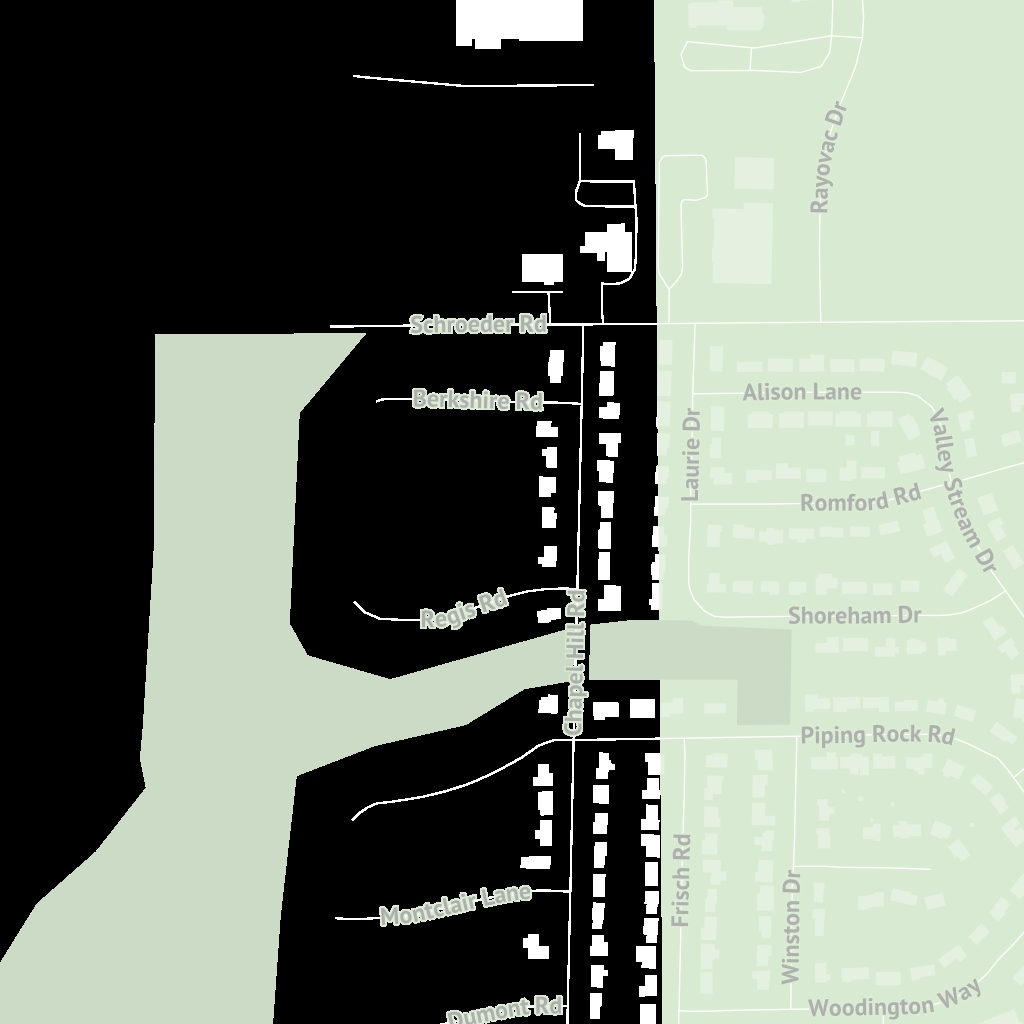 Rayovac Dr
Schroeder Rd
Berkshire Rd
Alison Lane
Laurie Dr
Valley Stream Dr
Romford Rd
Regis Rd
Shoreham Dr
Chapel Hill Rd
Piping Rock Rd
Frisch Rd
Winston Dr
Montclair Lane
Dumont Rd
Woodington Way